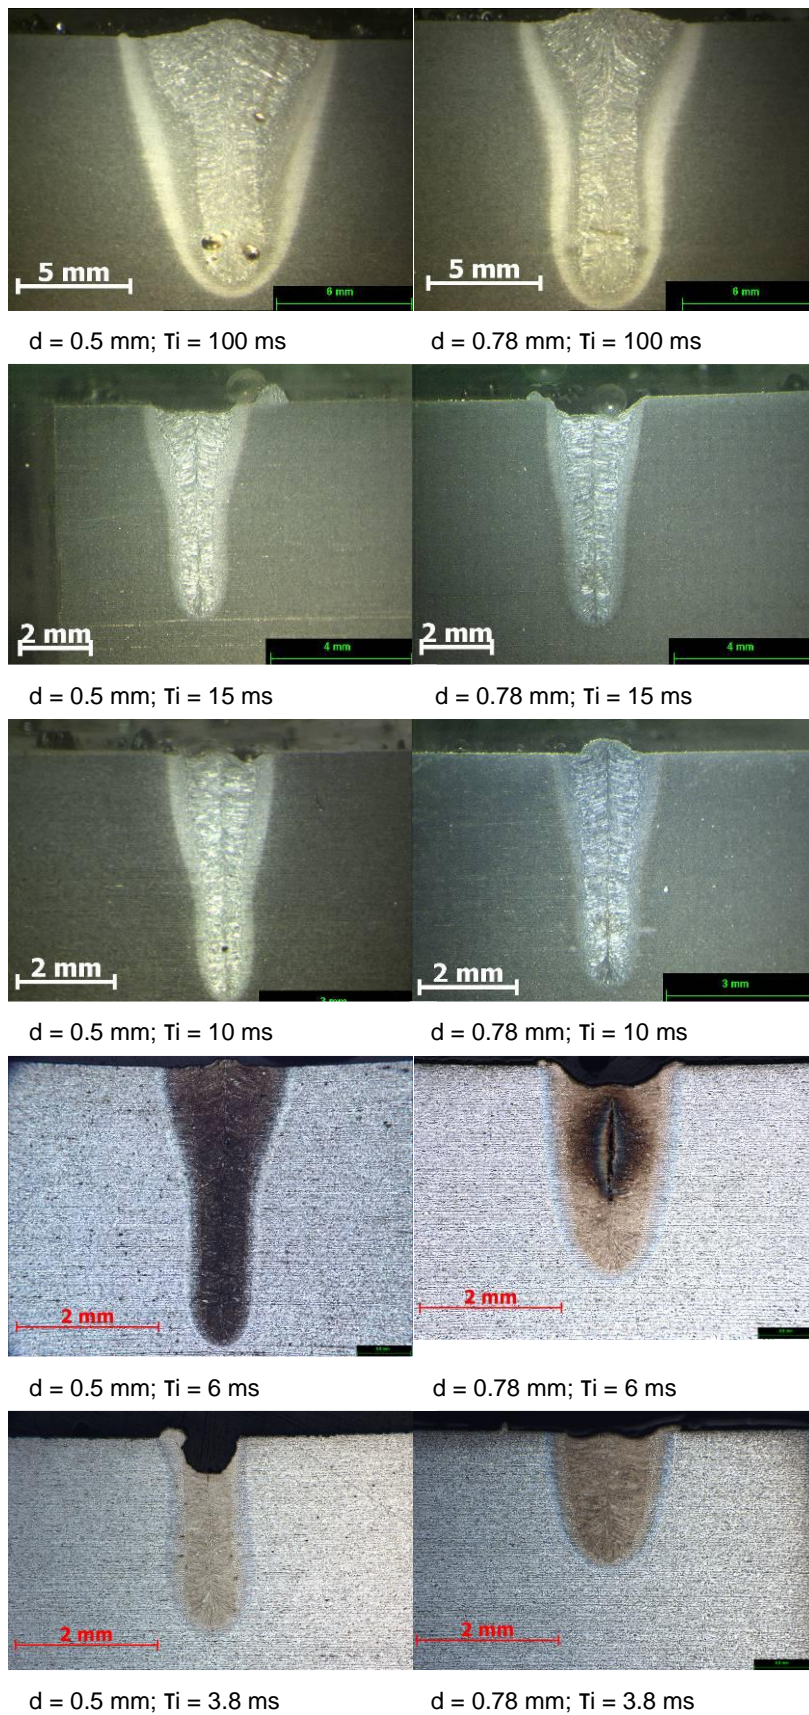 5 mm
6 mm
5 mm
6 mm
d = 0.5 mm; Ti = 100 ms
d = 0.78 mm; Ti = 100 ms
2 mm
4 mm
2 mm
4 mm
d = 0.5 mm; Ti = 15 ms
d = 0.78 mm; Ti = 15 ms
2 mm
2 mm
3 mm
d = 0.5 mm; Ti = 10 ms
d = 0.78 mm; Ti = 10 ms
2 mm
2 mm
d = 0.5 mm; Ti = 6 ms
d = 0.78 mm; Ti = 6 ms
2 mm
2 mm
d = 0.5 mm; Ti = 3.8 ms
d = 0.78 mm; Ti = 3.8 ms